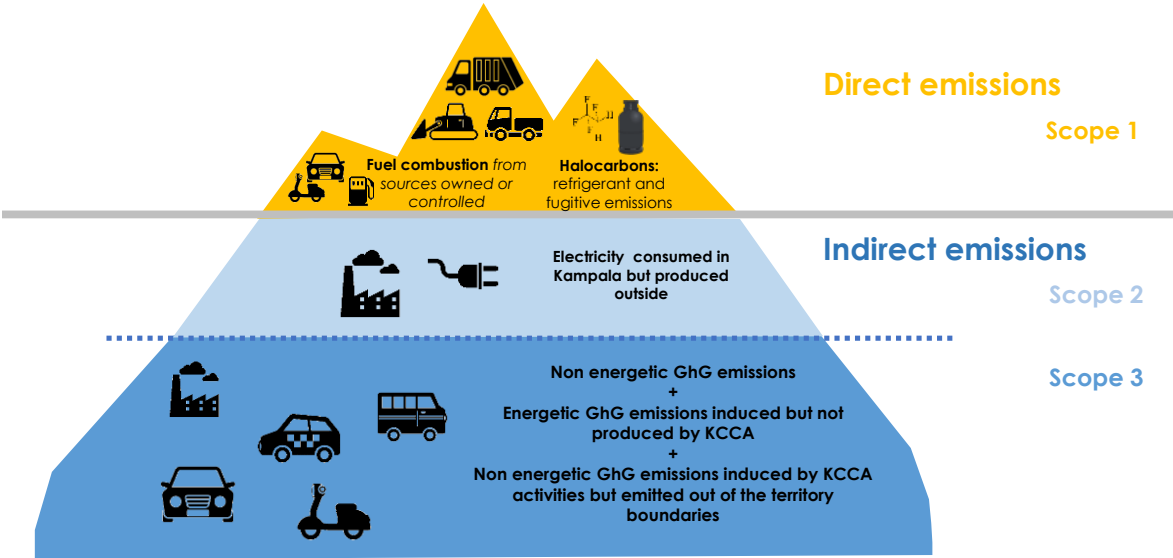 Direct emissions
Scope 1
F
F
F
F
H
H
Fuel combustion from
sources owned or
controlled
Halocarbons:
refrigerant and
fugitive emissions
Indirect emissions
Electricity consumed in
Kampala but produced
outside
Scope 2
Scope 3
Non energetic GhG emissions
+
Energetic GhG emissions induced but not
produced by KCCA
+
Non energetic GhG emissions induced by KCCA
activities but emitted out of the territory
boundaries